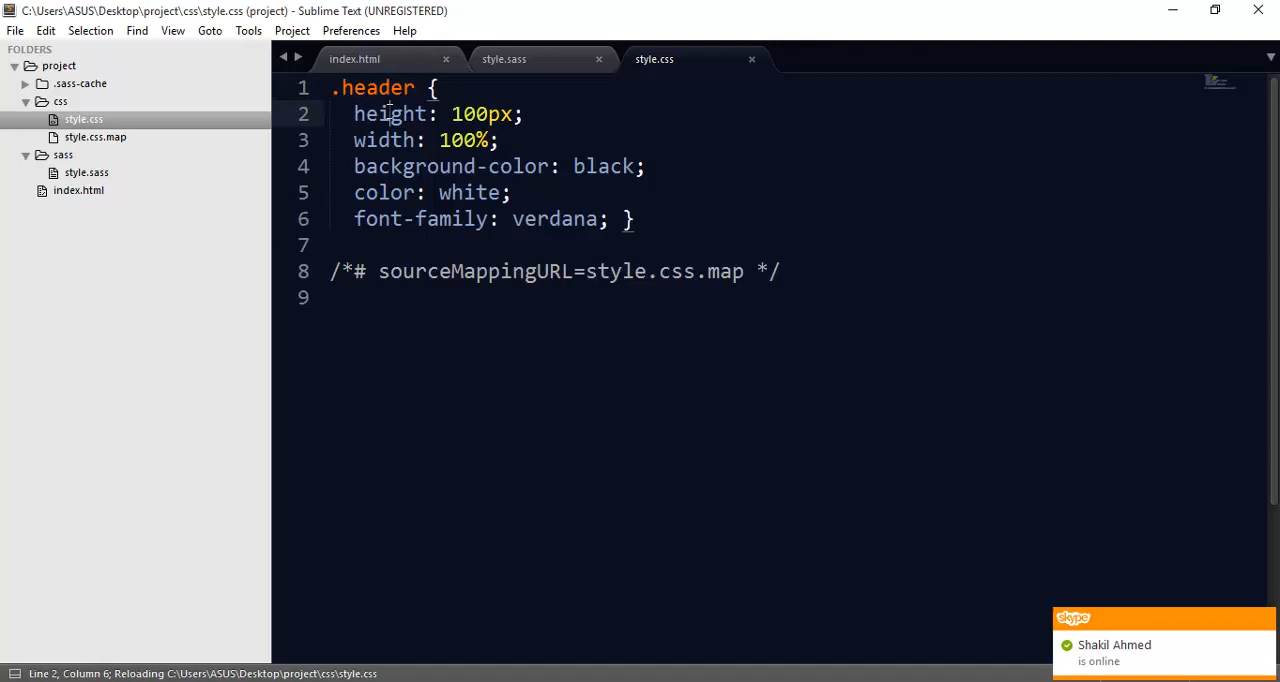 C:\Users\ASUS\Desktop\project\css\style.css (project) - Sublime Text (UNREGISTERED)
File Edit Selection Find View Goto Tools Project Preferences Help
FOLDERS
project
.sass-cache
css
style.css
style.css.map
sass
style.sass
index.html
index.html × style.sass × style.css ×
1 .header {
2 height: 100px;
3 width: 100%;
4 background-color: black;
5 color: white;
6 font-family: verdana; }
7
8 /*# sourceMappingURL=style.css.map */
9
skype
Shakil Ahmed
is online
Line 2, Column 6; Reloading C:\Users\ASUS\Desktop\project\css\style.css